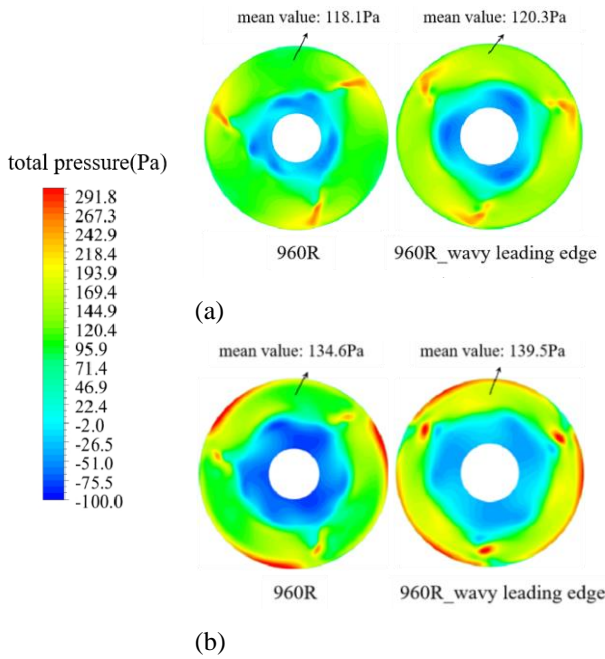 mean value: 118.1Pa
mean value: 120.3Pa
total pressure(Pa)
291.8
267.3
242.9
218.4
193.9
169.4
144.9
120.4
95.9
71.4
46.9
22.4
-2.0
-26.5
-51.0
-75.5
-100.0
960R
960R_wavy leading edge
(a)
mean value: 134.6Pa
mean value: 139.5Pa
960R
960R_wavy leading edge
(b)